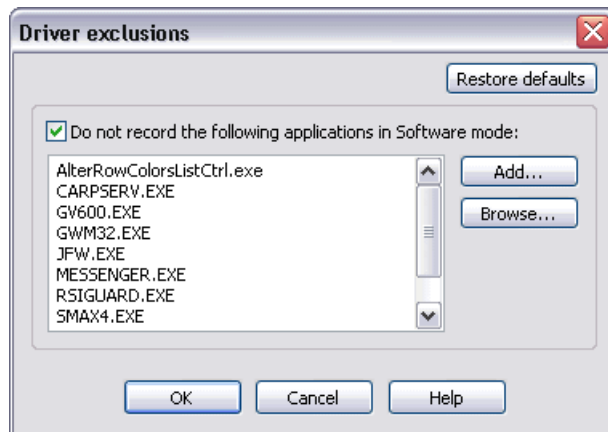 Driver exclusions
Restore defaults
Do not record the following applications in Software mode:
AlterRowColorsListCtrl.exe
CARPSERV.EXE
GV600.EXE
GWM32.EXE
JFW.EXE
MESSENGER.EXE
RSIGUARD.EXE
SMAX4.EXE
Add...
Browse...
OK
Cancel
Help